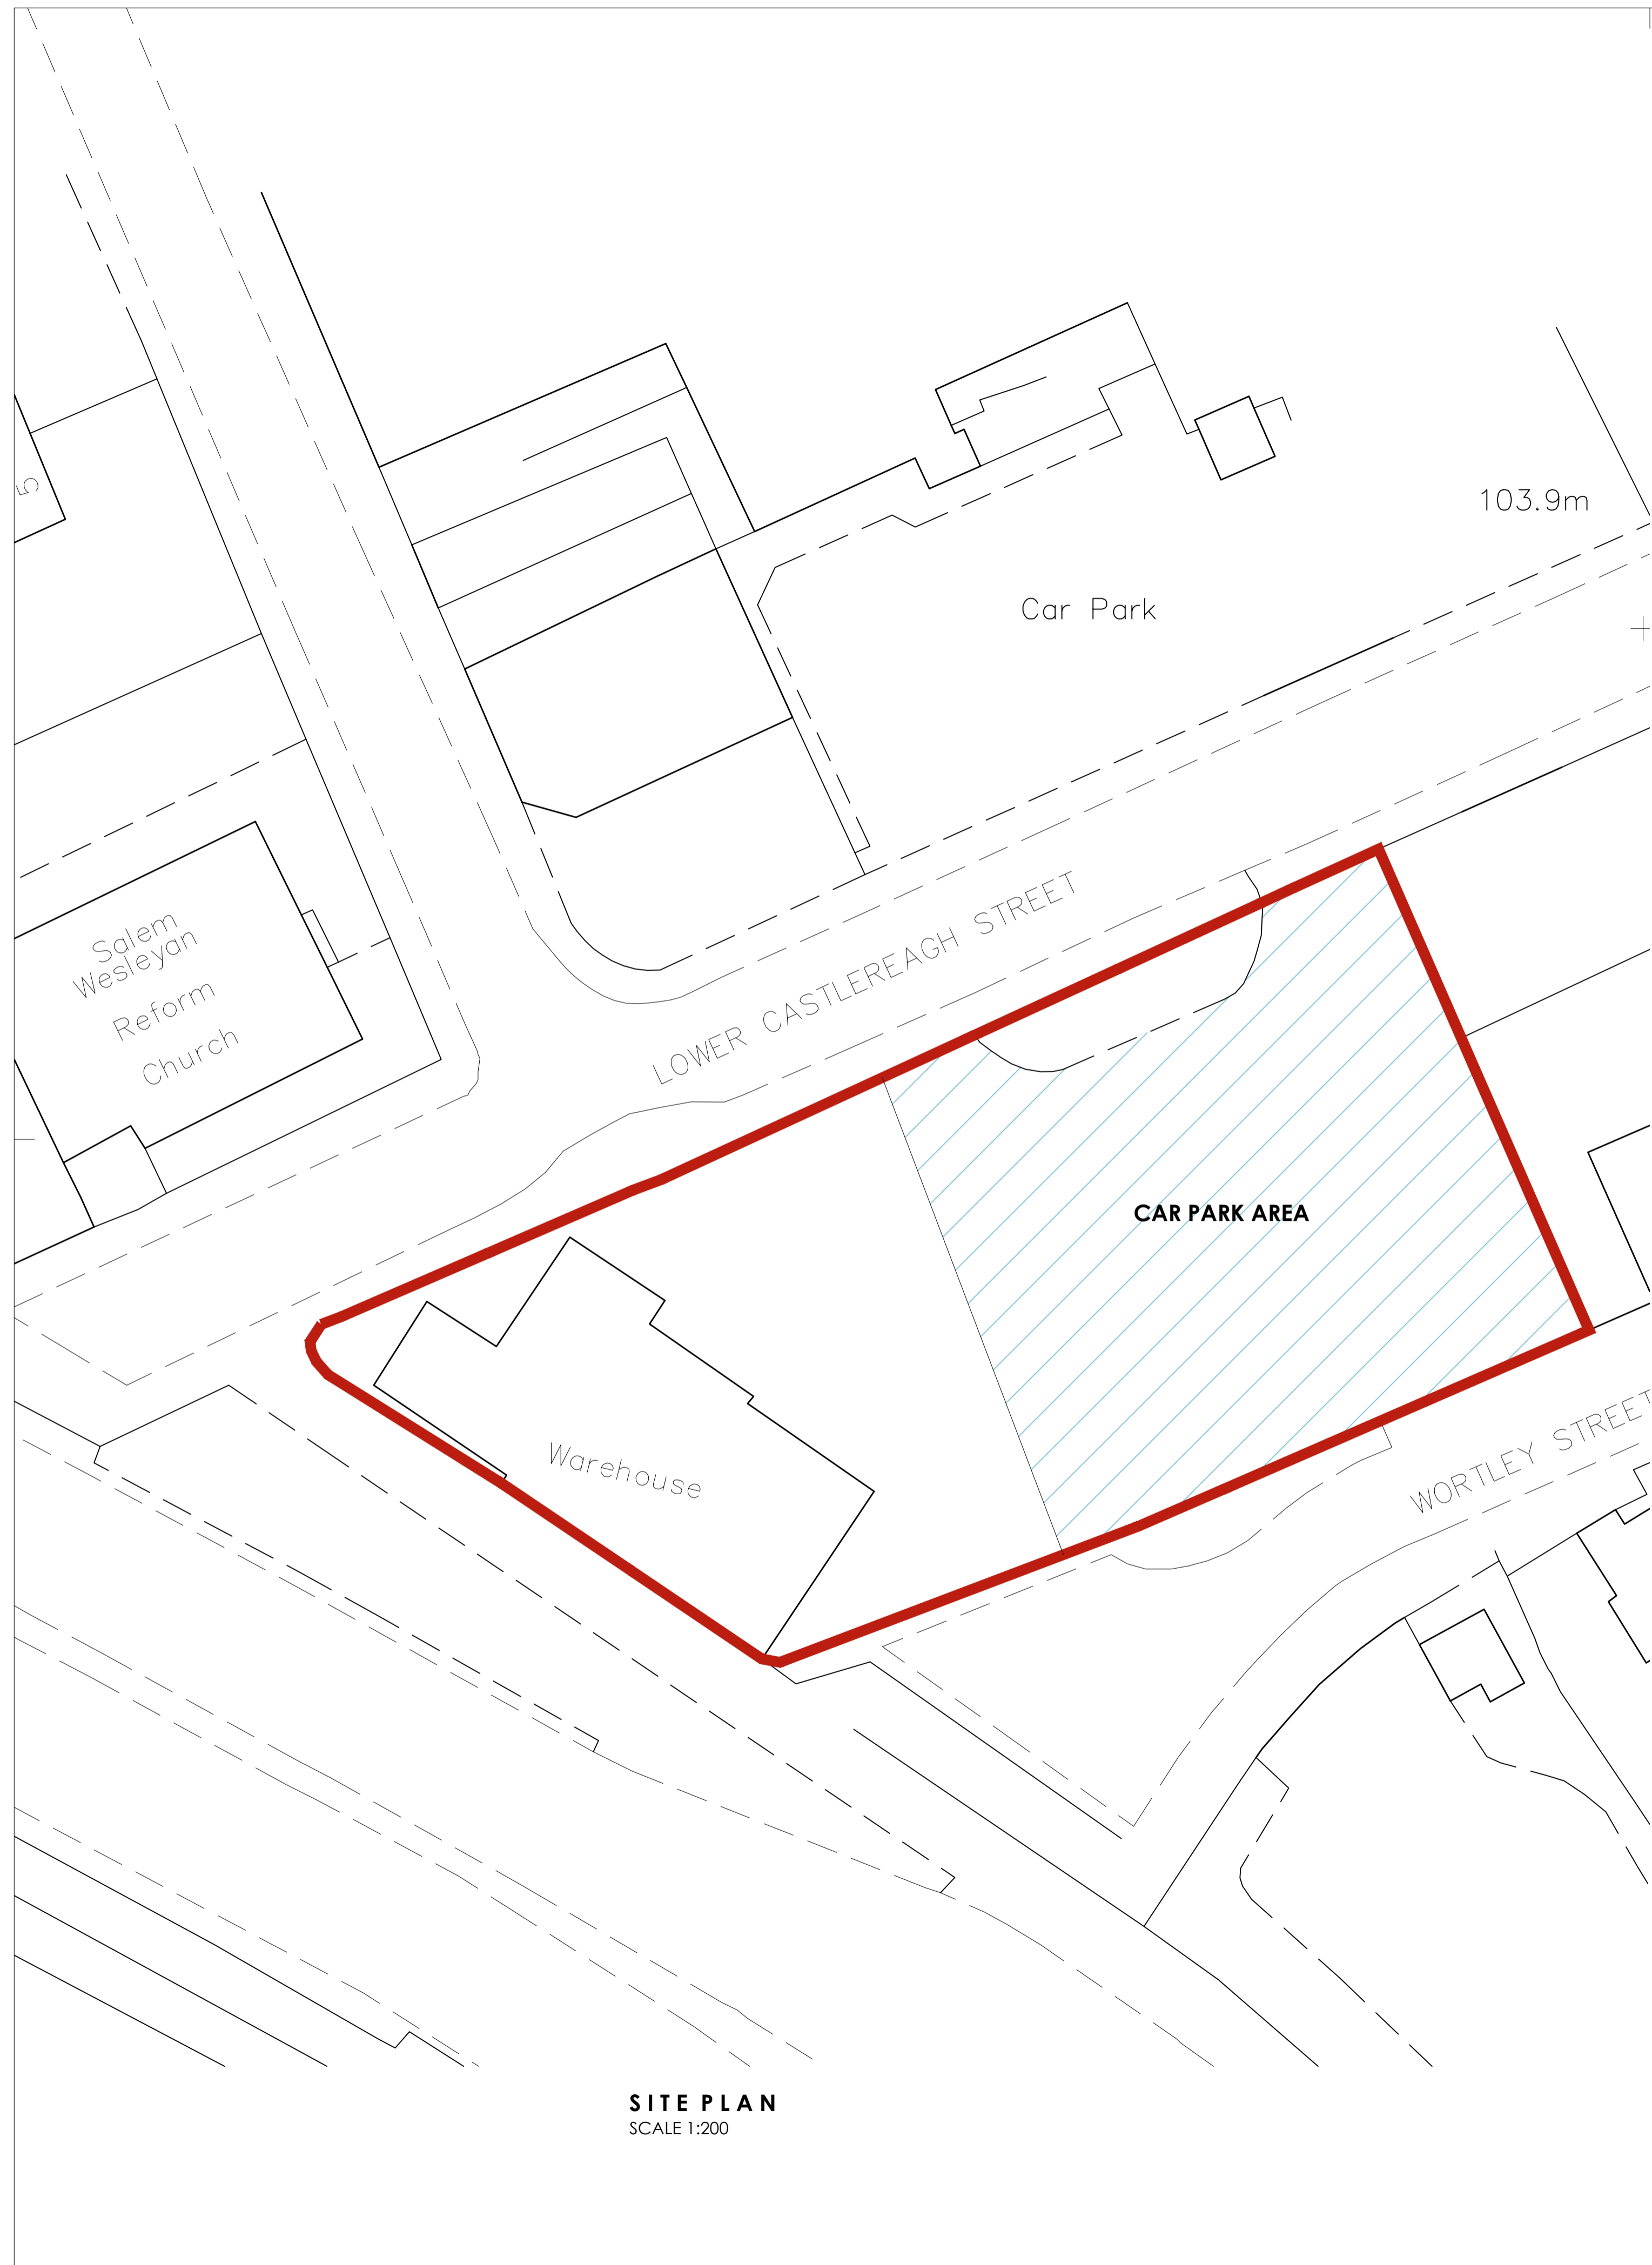 5
103.9m
Car Park
Salem
Wesleyan
Reform
Church
LOWER CASTLEREAGH STREET
CAR PARK AREA
Warehouse
WORTLEY STREET
SITE PLAN
SCALE 1:200